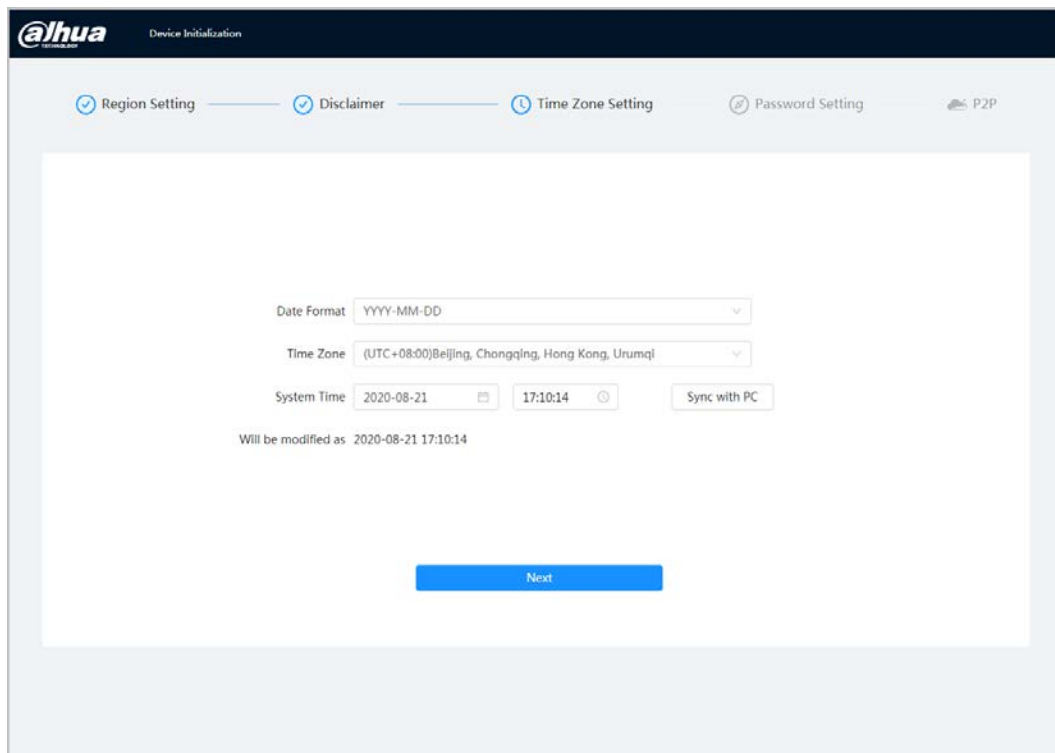 alhua
TECHNOLOGY
Device Initialization
Region Setting
Disclaimer
Time Zone Setting
Password Setting
P2P
Date Format YYYY-MM-DD
Time Zone (UTC+08:00)Beijing, Chongqing, Hong Kong, Urumqi
System Time 2020-08-21 17:10:14 Sync with PC
Will be modified as 2020-08-21 17:10:14
Next